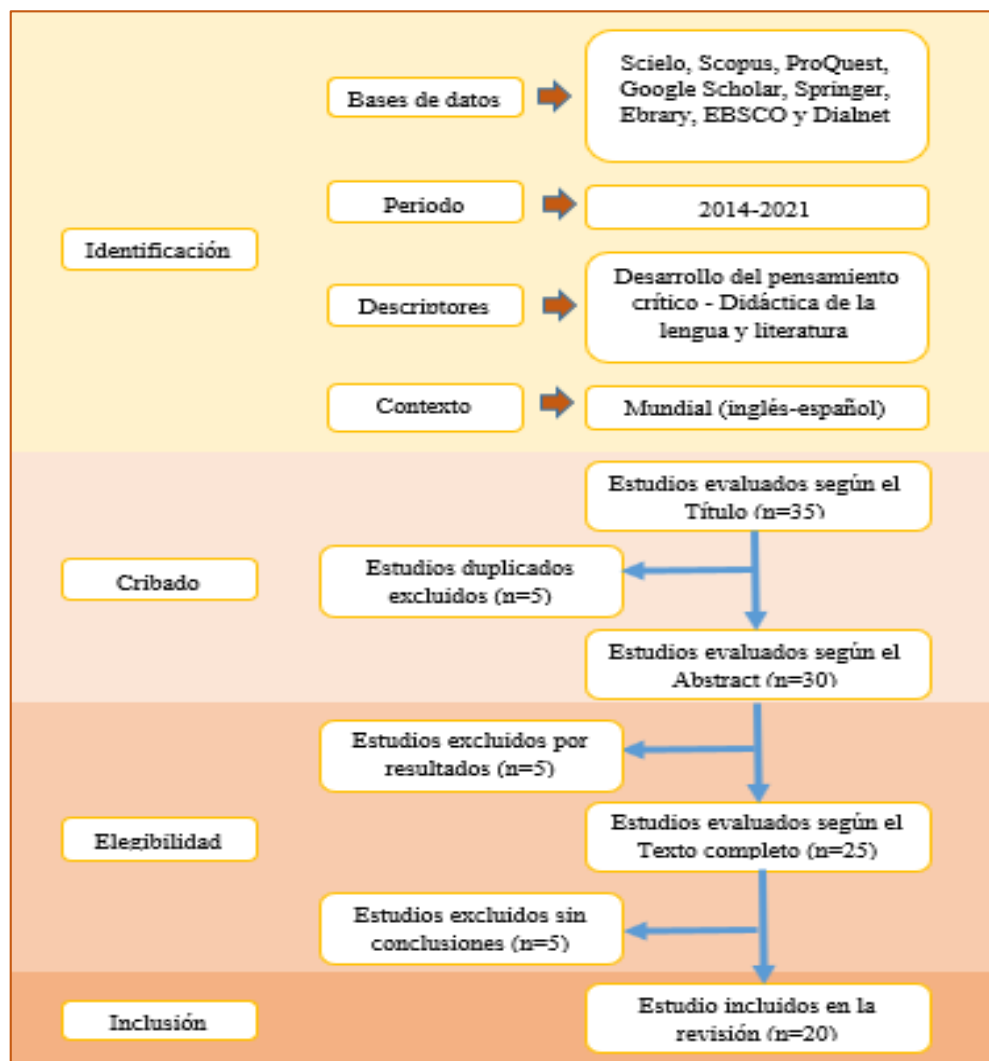 Identificación
Bases de datos
Scielo, Scopus, ProQuest,
Google Scholar, Springer,
Ebrary, EBSCO y Dialnet
Periodo
2014-2021
Descriptores
Desarrollo del pensamiento
crítico - Didáctica de la
lengua y literatura
Contexto
Mundial (inglés-español)
Cribado
Estudios evaluados según el
Título (n=35)
Estudios duplicados
excluidos (n=5)
Estudios evaluados según el
Abstract (n=30)
Elegibilidad
Estudios excluidos por
resultados (n=5)
Estudios evaluados según el
Texto completo (n=25)
Estudios excluidos sin
conclusiones (n=5)
Inclusión
Estudio incluidos en la
revisión (n=20)